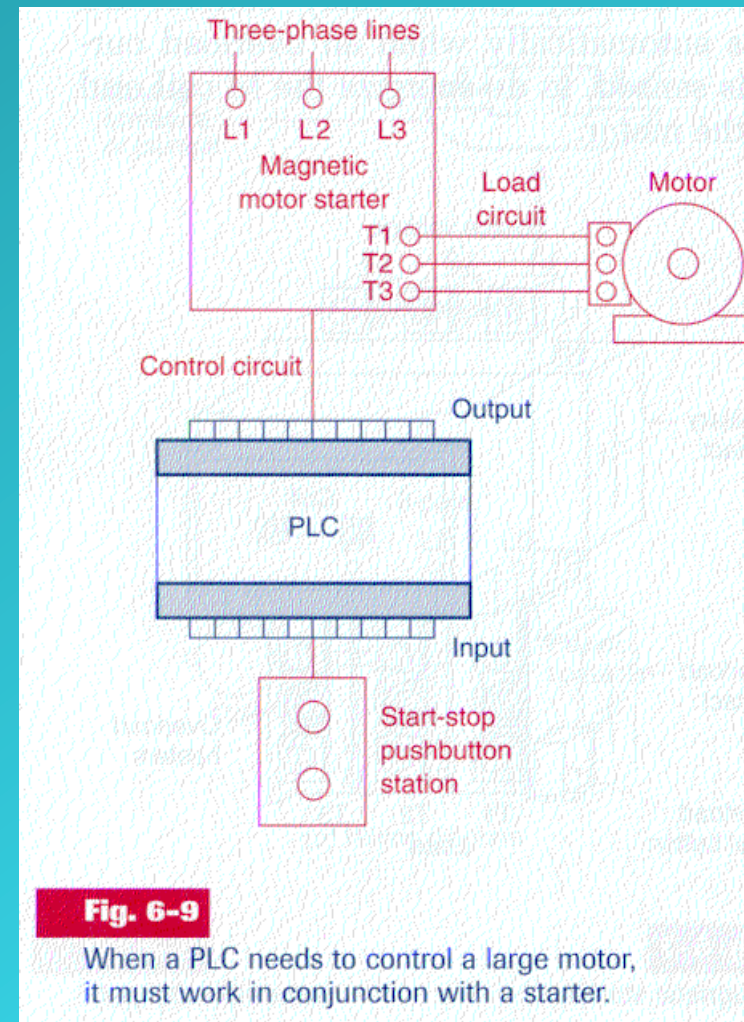 Three-phase lines
L1 L2 L3
Magnetic
motor starter
Load
circuit
Motor
T1
T2
T3
Control circuit
Output
PLC
Input
Start-stop
pushbutton
station
Fig. 6-9
When a PLC needs to control a large motor,
it must work in conjunction with a starter.